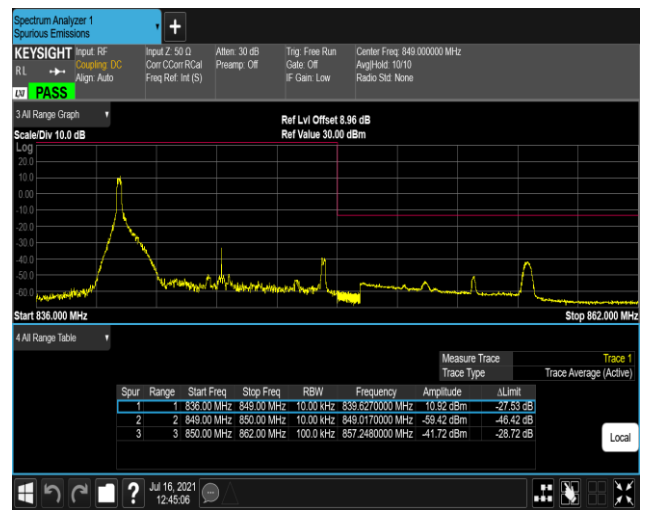 Spectrum Analyzer 1
Spurious Emissions
KEYSIGHT Input: RF Input Z: 50 Ω Atten: 30 dB Trig: Free Run Center Freq: 849.000000 MHz
R L Coupling: DC Corr CCorr RCal Preamp: Off Gate: Off Avg|Hold: 10/10
Align: Auto Freq Ref: Int (S) IF Gain: Low Radio Std: None
LXI PASS
3 All Range Graph
Ref Lvl Offset 8.96 dB
Scale/Div 10.0 dB Ref Value 30.00 dBm
Log
20.0
10.0
0.00
-10.0
-20.0
-30.0
-40.0
-50.0
-60.0
Start 836.000 MHz Stop 862.000 MHz
4 All Range Table
Measure Trace Trace 1
Trace Type Trace Average (Active)
Spur Range Start Freq Stop Freq RBW Frequency Amplitude ΔLimit
1 1 836.00 MHz 849.00 MHz 10.00 kHz 839.6270000 MHz 10.92 dBm -27.53 dB
2 2 849.00 MHz 850.00 MHz 10.00 kHz 849.0170000 MHz -59.42 dBm -46.42 dB
3 3 850.00 MHz 862.00 MHz 100.0 kHz 857.2480000 MHz -41.72 dBm -28.72 dB
Local
? Jul 16, 2021
12:45:06